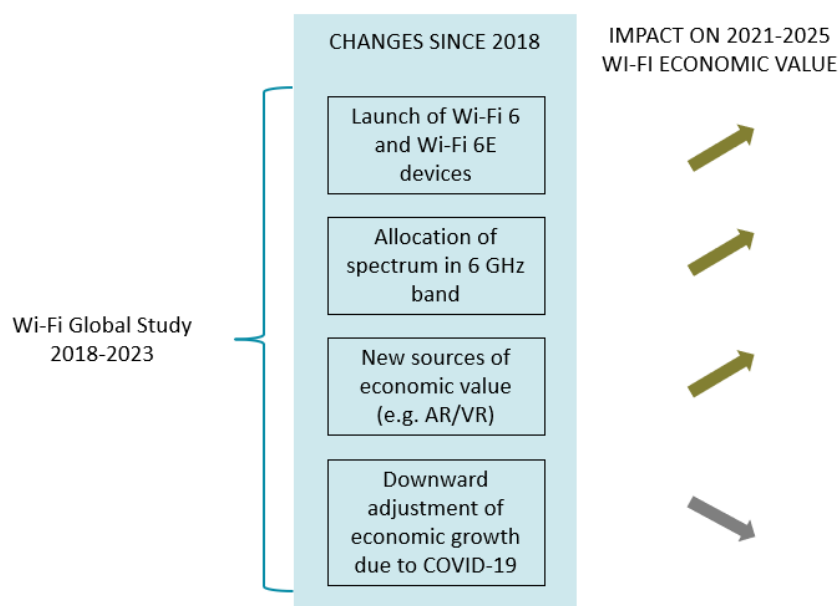 CHANGES SINCE 2018
IMPACT ON 2021-2025
WI-FI ECONOMIC VALUE
Wi-Fi Global Study
2018-2023
Launch of Wi-Fi 6
and Wi-Fi 6E
devices
Allocation of
spectrum in 6 GHz
band
New sources of
economic value
(e.g. AR/VR)
Downward
adjustment of
economic growth
due to COVID-19